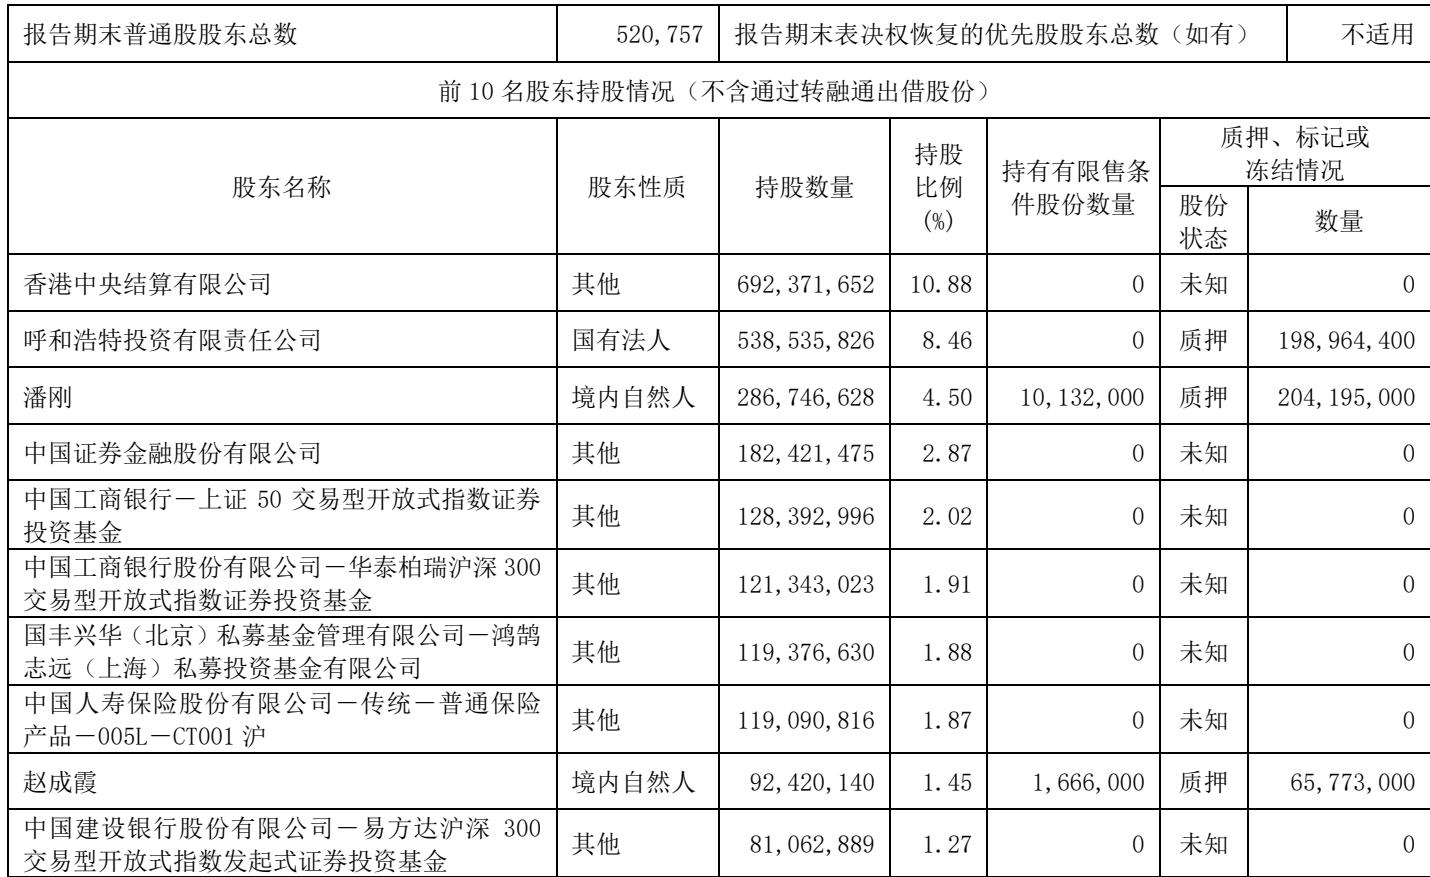 报告期末普通股股东总数 520,757 报告期末表决权恢复的优先股股东总数（如有） 不适用
前 10 名股东持股情况（不含通过转融通出借股份）
股东名称 股东性质 持股数量 持股比例(%) 持有有限售条件股份数量 质押、标记或冻结情况
股份状态 数量
香港中央结算有限公司 其他 692,371,652 10.88 0 未知 0
呼和浩特投资有限责任公司 国有法人 538,535,826 8.46 0 质押 198,964,400
潘刚 境内自然人 286,746,628 4.50 10,132,000 质押 204,195,000
中国证券金融股份有限公司 其他 182,421,475 2.87 0 未知 0
中国工商银行－上证 50 交易型开放式指数证券
投资基金 其他 128,392,996 2.02 0 未知 0
中国工商银行股份有限公司－华泰柏瑞沪深 300
交易型开放式指数证券投资基金 其他 121,343,023 1.91 0 未知 0
国丰兴华（北京）私募基金管理有限公司－鸿鹄
志远（上海）私募投资基金有限公司 其他 119,376,630 1.88 0 未知 0
中国人寿保险股份有限公司－传统－普通保险
产品－005L－CT001 沪 其他 119,090,816 1.87 0 未知 0
赵成霞 境内自然人 92,420,140 1.45 1,666,000 质押 65,773,000
中国建设银行股份有限公司－易方达沪深 300
交易型开放式指数发起式证券投资基金 其他 81,062,889 1.27 0 未知 0